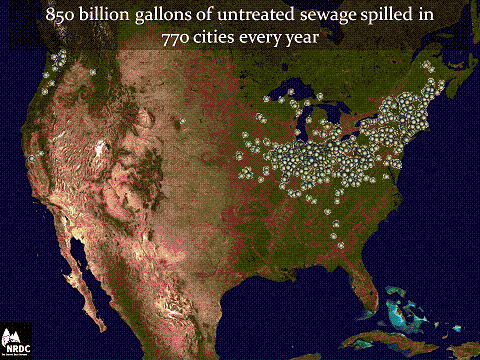 850 billion gallons of untreated sewage spilled in
770 cities every year
NRDC